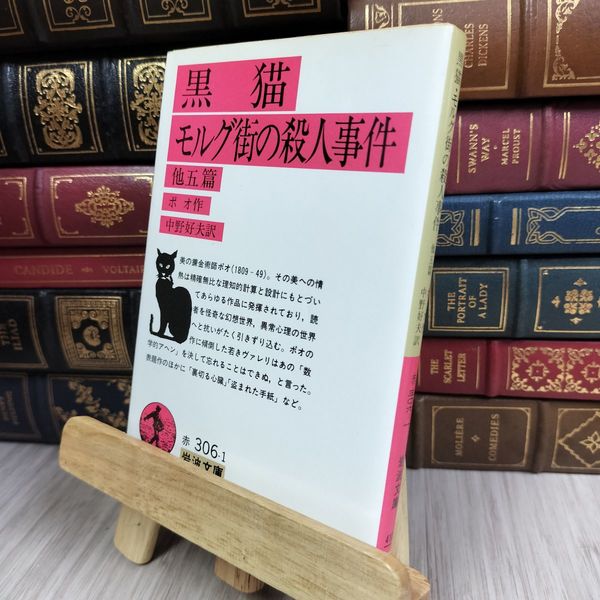 黒 猫
モルグ街の殺人事件
他五篇
ポオ作
中野好夫訳
美の錬金術師ポオ(1809-49)。その美への情
熱は精確無比な理知的計算と設計にもとづい
てあらゆる作品に発揮されており，読
者を怪奇な幻想世界，異常心理の世界
へと抗いがたく引きずり込む。ポオの
作に傾倒した若きヴァレリはあの「数
学的アヘン」を決して忘れることはできぬ，と言った。
表題作のほかに「裏切る心臓」「盗まれた手紙」など。
赤 306-1
岩波文庫
CHARLES
DICKENS
SWANN'S
WAY
MARCEL
PROUST
THE
PORTRAIT
OF
A LADY
THE
SCARLET
LETTER
MOLIÈRE
COMEDIES
CANDIDE
VOLTAIRE